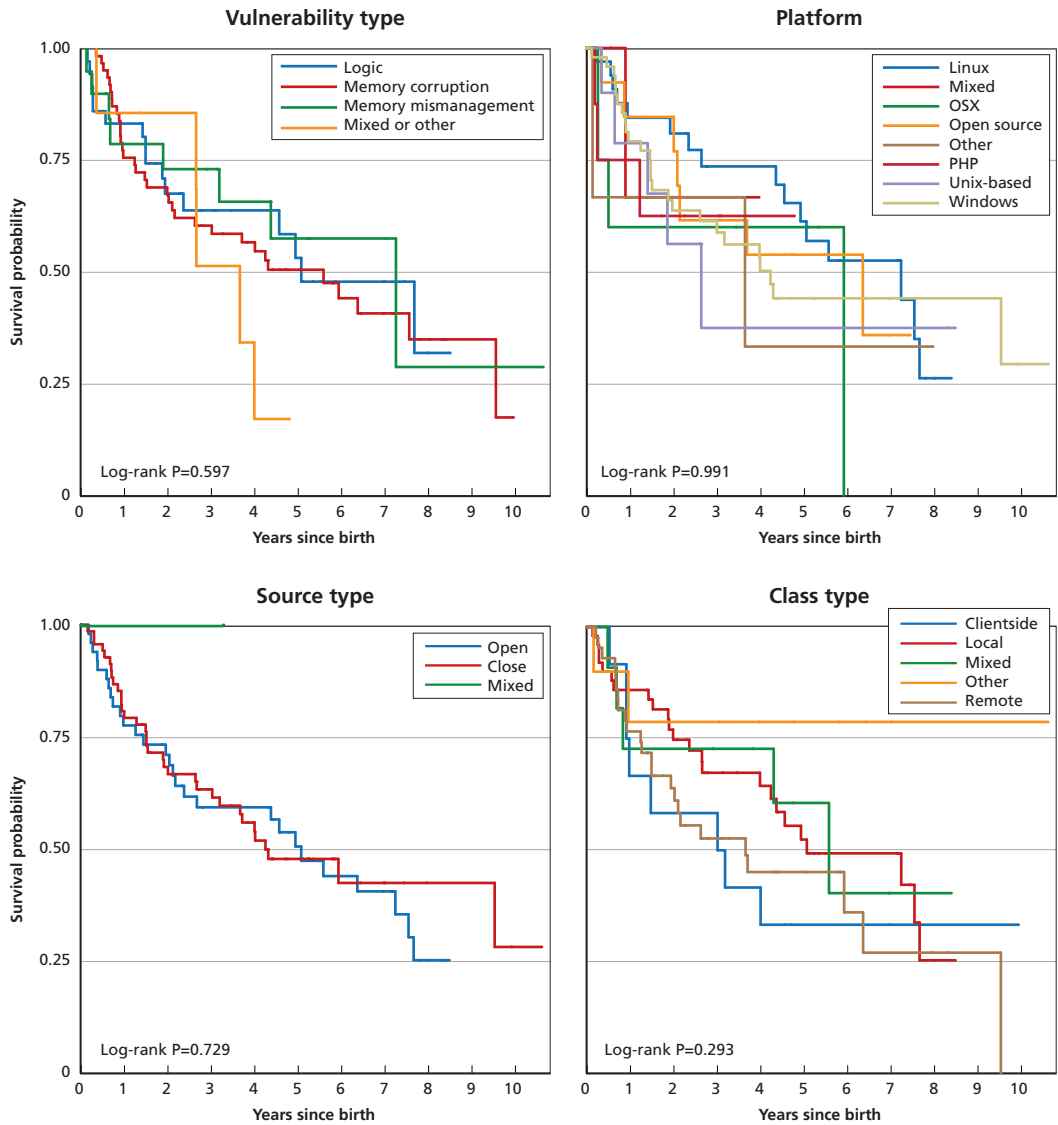 Vulnerability type
1.00
0.75
0.50
0.25
0
Survival probability
Logic
Memory corruption
Memory mismanagement
Mixed or other
Log-rank P=0.597
0 1 2 3 4 5 6 7 8 9 10
Years since birth
Platform
Linux
Mixed
OSX
Open source
Other
PHP
Unix-based
Windows
Log-rank P=0.991
0 1 2 3 4 5 6 7 8 9 10
Years since birth
Source type
1.00
0.75
0.50
0.25
0
Survival probability
Open
Close
Mixed
Log-rank P=0.729
0 1 2 3 4 5 6 7 8 9 10
Years since birth
Class type
Clientside
Local
Mixed
Other
Remote
Log-rank P=0.293
0 1 2 3 4 5 6 7 8 9 10
Years since birth